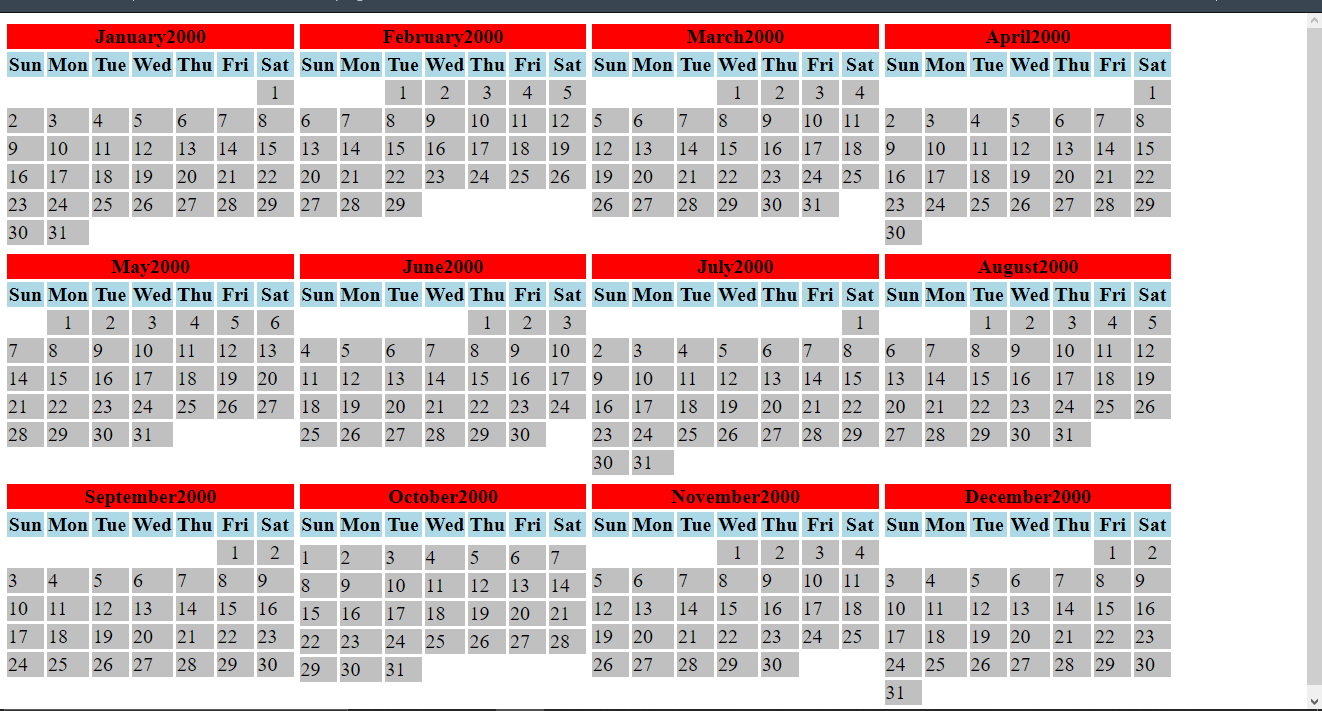 January2000
Sun Mon Tue Wed Thu Fri Sat
1
2 3 4 5 6 7 8
9 10 11 12 13 14 15
16 17 18 19 20 21 22
23 24 25 26 27 28 29
30 31
February2000
Sun Mon Tue Wed Thu Fri Sat
1 2 3 4 5
6 7 8 9 10 11 12
13 14 15 16 17 18 19
20 21 22 23 24 25 26
27 28 29
March2000
Sun Mon Tue Wed Thu Fri Sat
1 2 3 4
5 6 7 8 9 10 11
12 13 14 15 16 17 18
19 20 21 22 23 24 25
26 27 28 29 30 31
April2000
Sun Mon Tue Wed Thu Fri Sat
1
2 3 4 5 6 7 8
9 10 11 12 13 14 15
16 17 18 19 20 21 22
23 24 25 26 27 28 29
30
May2000
Sun Mon Tue Wed Thu Fri Sat
1 2 3 4 5 6
7 8 9 10 11 12 13
14 15 16 17 18 19 20
21 22 23 24 25 26 27
28 29 30 31
June2000
Sun Mon Tue Wed Thu Fri Sat
1 2 3
4 5 6 7 8 9 10
11 12 13 14 15 16 17
18 19 20 21 22 23 24
25 26 27 28 29 30
July2000
Sun Mon Tue Wed Thu Fri Sat
1
2 3 4 5 6 7 8
9 10 11 12 13 14 15
16 17 18 19 20 21 22
23 24 25 26 27 28 29
30 31
August2000
Sun Mon Tue Wed Thu Fri Sat
1 2 3 4 5
6 7 8 9 10 11 12
13 14 15 16 17 18 19
20 21 22 23 24 25 26
27 28 29 30 31
September2000
Sun Mon Tue Wed Thu Fri Sat
1 2
3 4 5 6 7 8 9
10 11 12 13 14 15 16
17 18 19 20 21 22 23
24 25 26 27 28 29 30
October2000
Sun Mon Tue Wed Thu Fri Sat
1 2 3 4 5 6 7
8 9 10 11 12 13 14
15 16 17 18 19 20 21
22 23 24 25 26 27 28
29 30 31
November2000
Sun Mon Tue Wed Thu Fri Sat
1 2 3 4
5 6 7 8 9 10 11
12 13 14 15 16 17 18
19 20 21 22 23 24 25
26 27 28 29 30
December2000
Sun Mon Tue Wed Thu Fri Sat
1 2
3 4 5 6 7 8 9
10 11 12 13 14 15 16
17 18 19 20 21 22 23
24 25 26 27 28 29 30
31